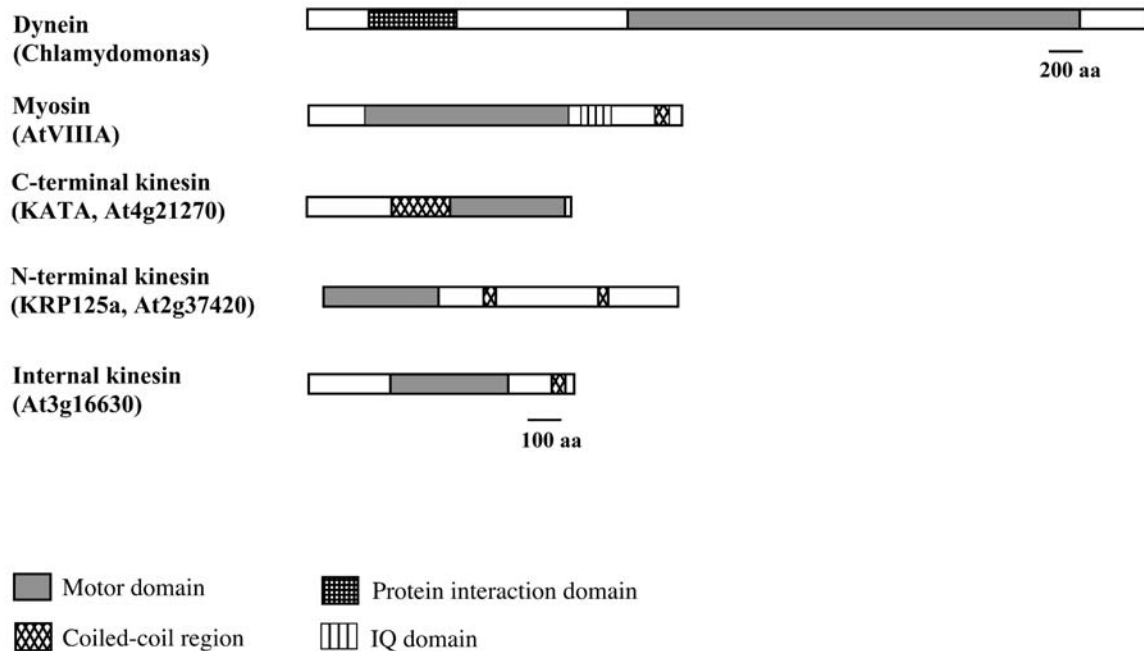 Dynein
(Chlamydomonas)
200 aa
Myosin
(AtVIIIA)
C-terminal kinesin
(KATA, At4g21270)
N-terminal kinesin
(KRP125a, At2g37420)
Internal kinesin
(At3g16630)
100 aa
Motor domain
Protein interaction domain
Coiled-coil region
IQ domain